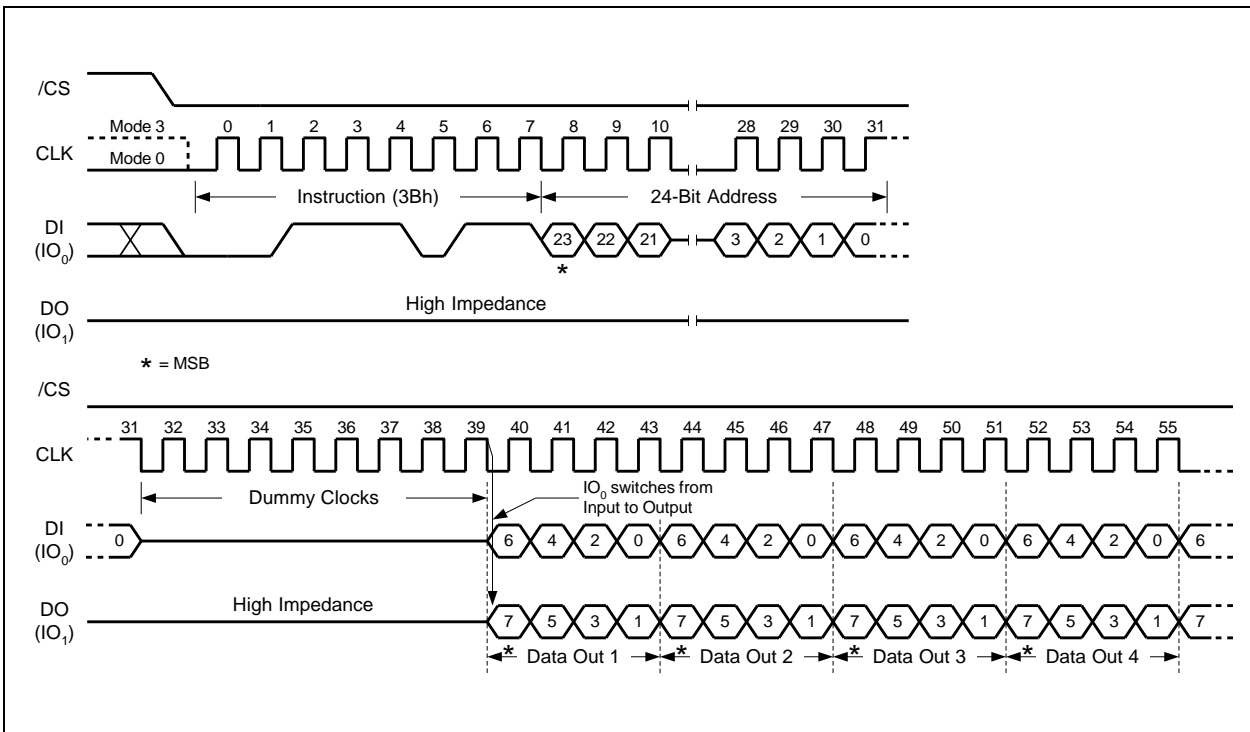 /CS
Mode 3 0 1 2 3 4 5 6 7 8 9 10 28 29 30 31
CLK
Mode 0
Instruction (3Bh) 24-Bit Address
DI
(IO0)
23 22 21 3 2 1 0
*
High Impedance
DO
(IO1)
* = MSB
/CS
31 32 33 34 35 36 37 38 39 40 41 42 43 44 45 46 47 48 49 50 51 52 53 54 55
CLK
Dummy Clocks
IO0 switches from
Input to Output
DI
(IO0)
0 6 4 2 0 6 4 2 0 6 4 2 0 6 4 2 0 6
High Impedance
DO
(IO1)
7 5 3 1 7 5 3 1 7 5 3 1 7 5 3 1 7
* Data Out 1 * Data Out 2 * Data Out 3 * Data Out 4